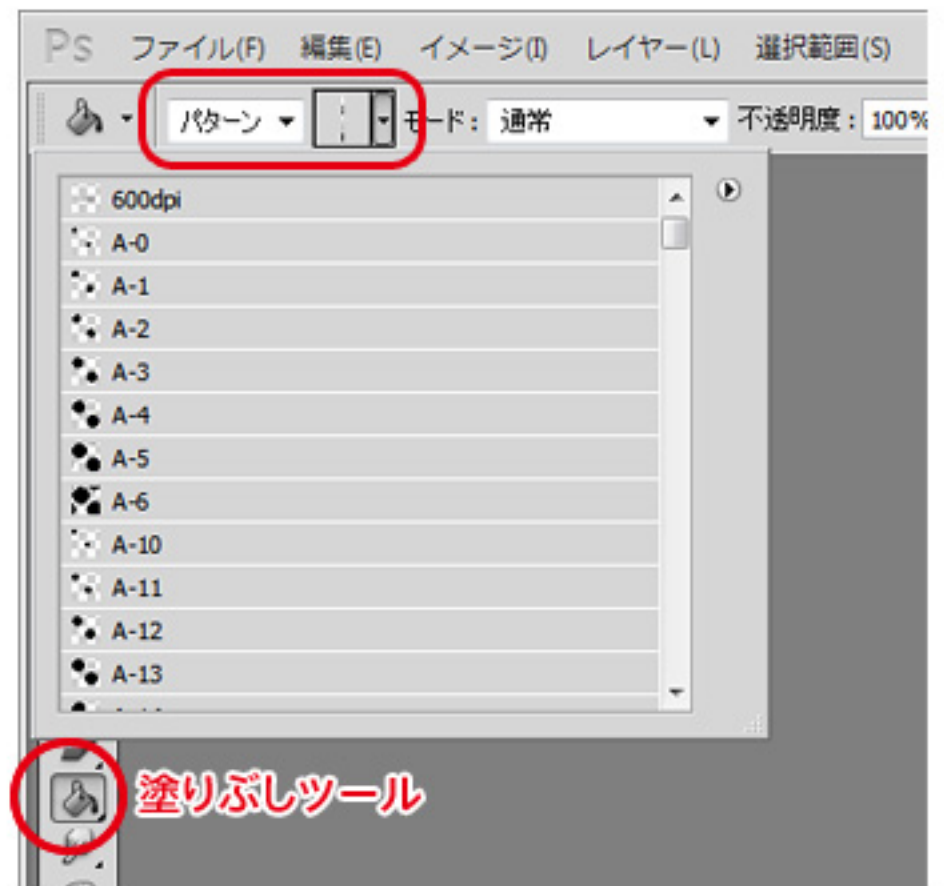 Ps ファイル(F) 編集(E) イメージ(I) レイヤー(L) 選択範囲(S)
パターン モード: 通常 不透明度: 100%
600dpi
A-0
A-1
A-2
A-3
A-4
A-5
A-6
A-10
A-11
A-12
A-13
塗りぶしツール